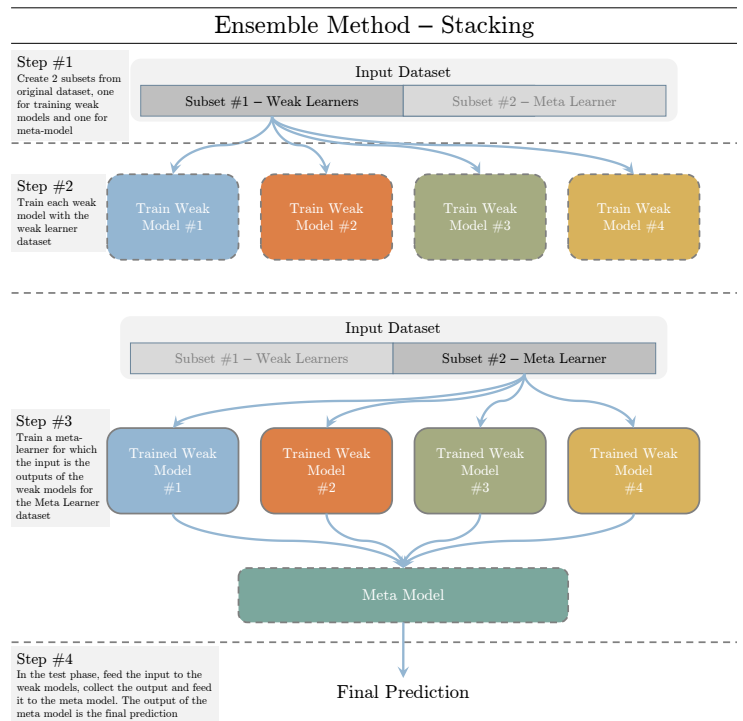 Ensemble Method – Stacking
Step #1
Create 2 subsets from
original dataset, one
for training weak
models and one for
meta-model
Input Dataset
Subset #1 – Weak Learners
Subset #2 – Meta Learner
Step #2
Train each weak
model with the
weak learner
dataset
Train Weak
Model #1
Train Weak
Model #2
Train Weak
Model #3
Train Weak
Model #4
Input Dataset
Subset #1 – Weak Learners
Subset #2 – Meta Learner
Step #3
Train a meta-
learner for which
the input is the
outputs of the
weak models for
the Meta Learner
dataset
Trained Weak
Model
#1
Trained Weak
Model
#2
Trained Weak
Model
#3
Trained Weak
Model
#4
Meta Model
Step #4
In the test phase, feed the input to the
weak models, collect the output and feed
it to the meta model. The output of the
meta model is the final prediction
Final Prediction